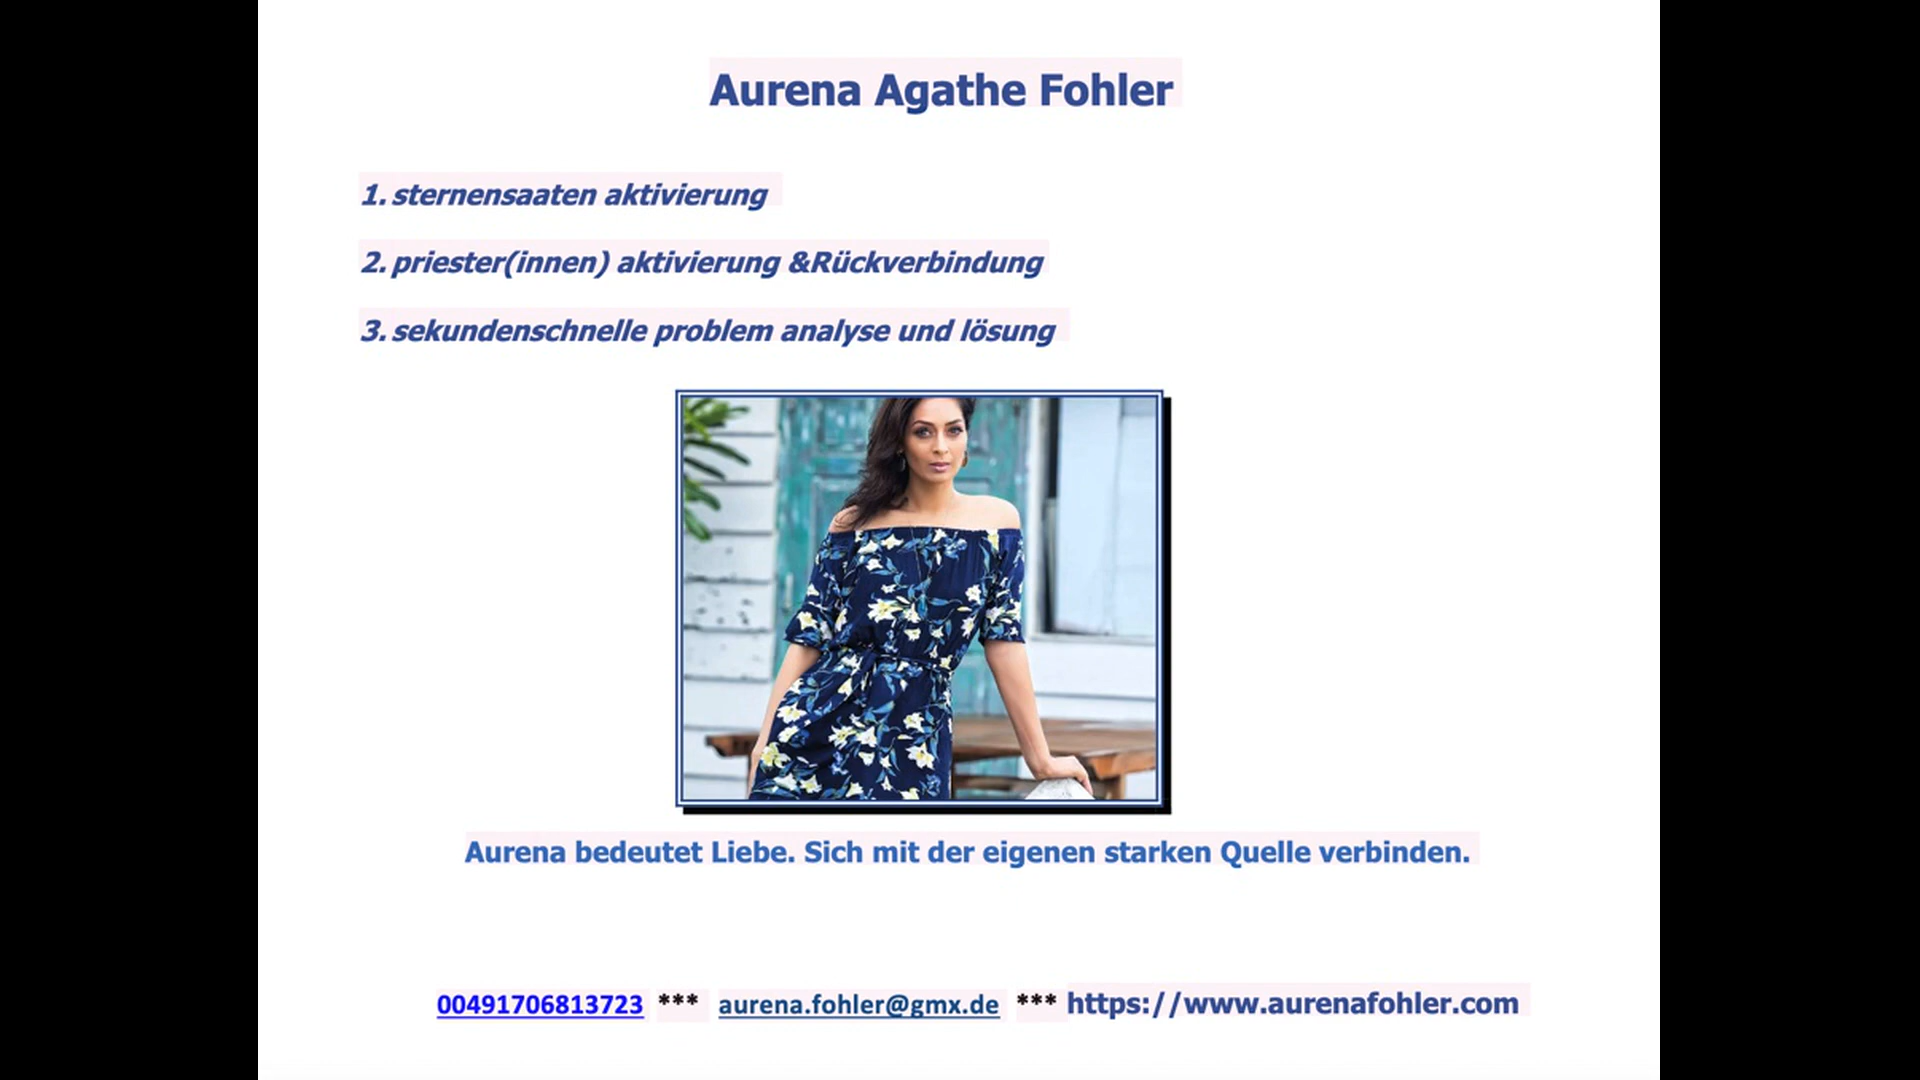 Aurena Agathe Fohler
1. sternensaaten aktivierung
2. priester(innen) aktivierung &Rückverbindung
3. sekundenschnelle problem analyse und lösung
Aurena bedeutet Liebe. Sich mit der eigenen starken Quelle verbinden.
00491706813723 *** aurena.fohler@gmx.de *** https://www.aurenafohler.com